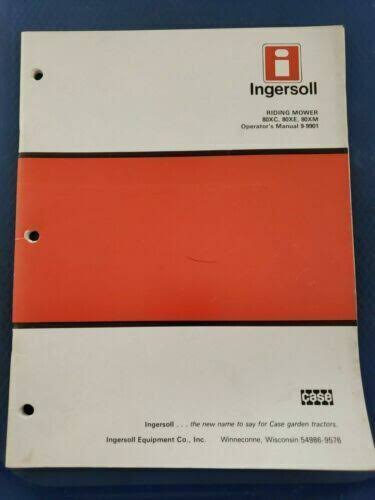 i
Ingersoll
RIDING MOWER
80XC, 80XE, 80XM
Operator's Manual 9-9901
case
Ingersoll . . . the new name to say for Case garden tractors.
Ingersoll Equipment Co., Inc. Winneconne, Wisconsin 54986-9576